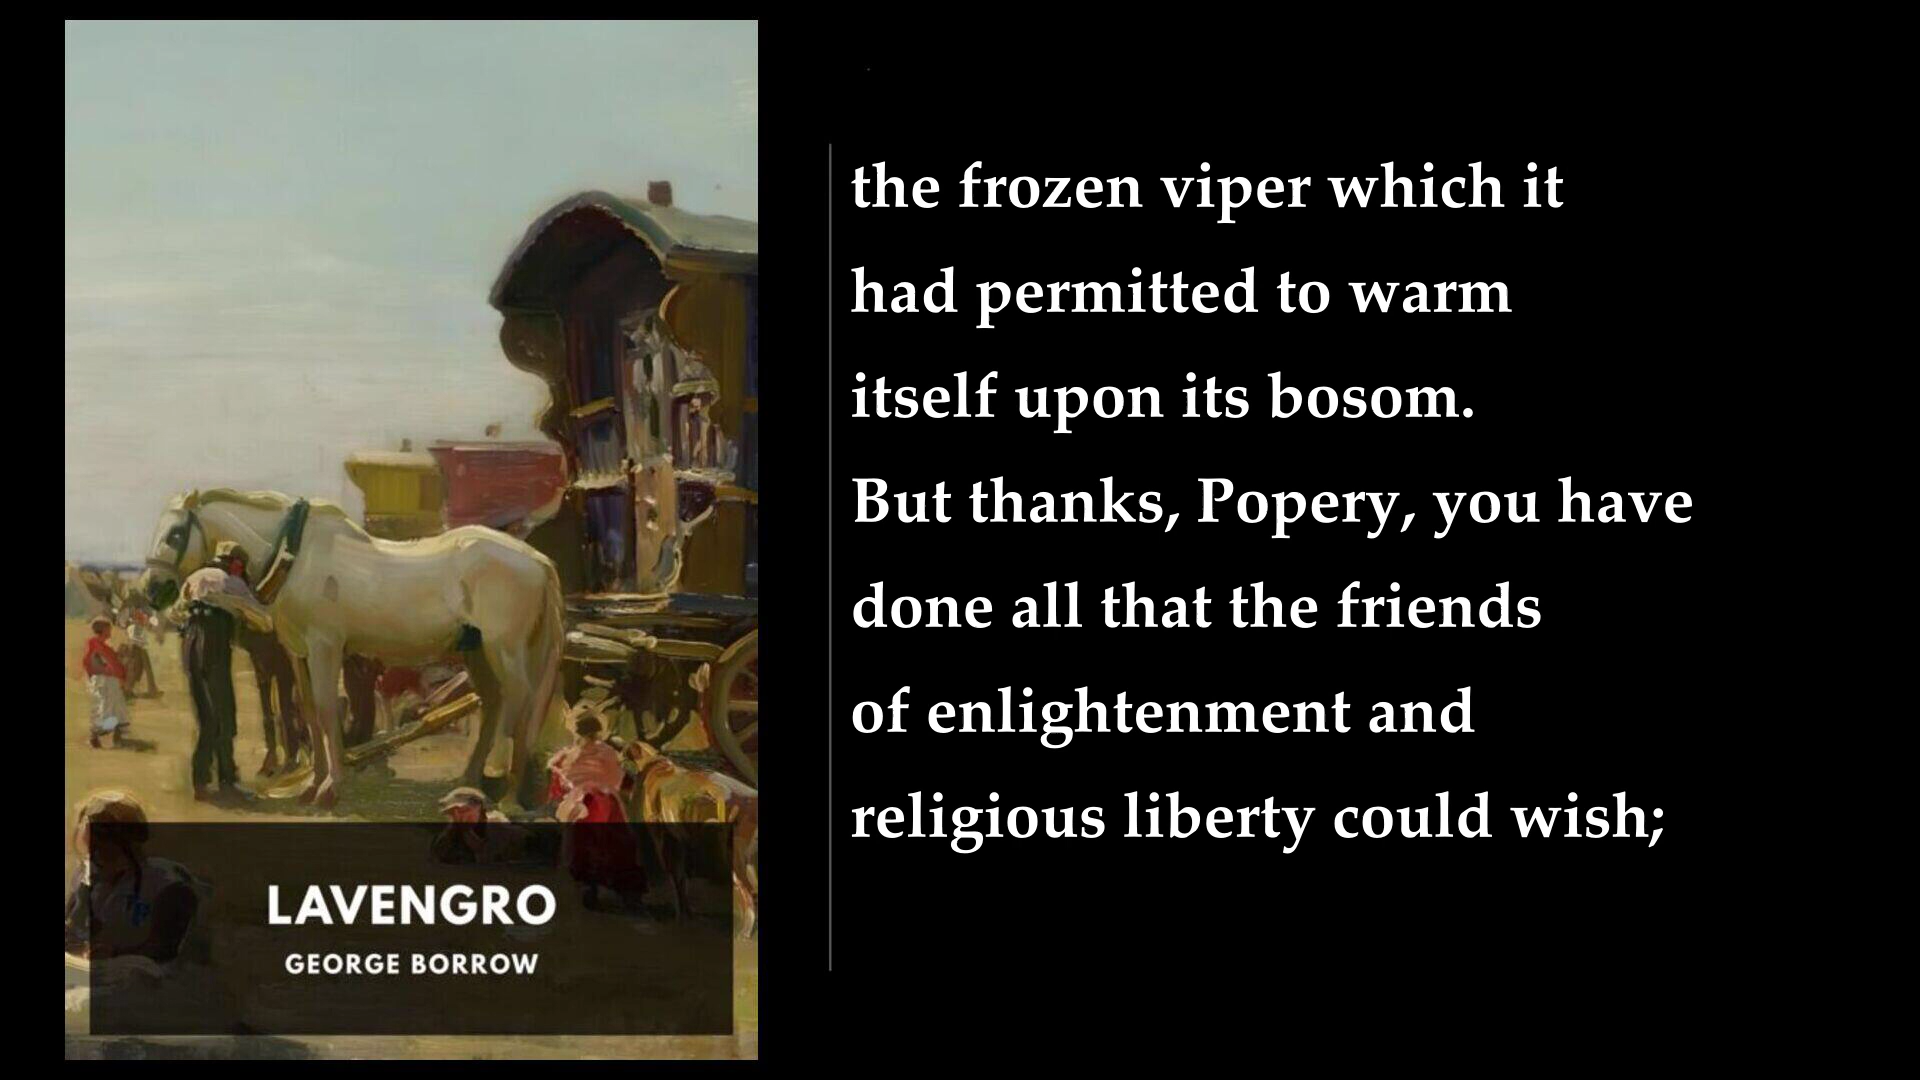 the frozen viper which it
had permitted to warm
itself upon its bosom.
But thanks, Popery, you have
done all that the friends
of enlightenment and
religious liberty could wish;
LAVENGRO
GEORGE BORROW